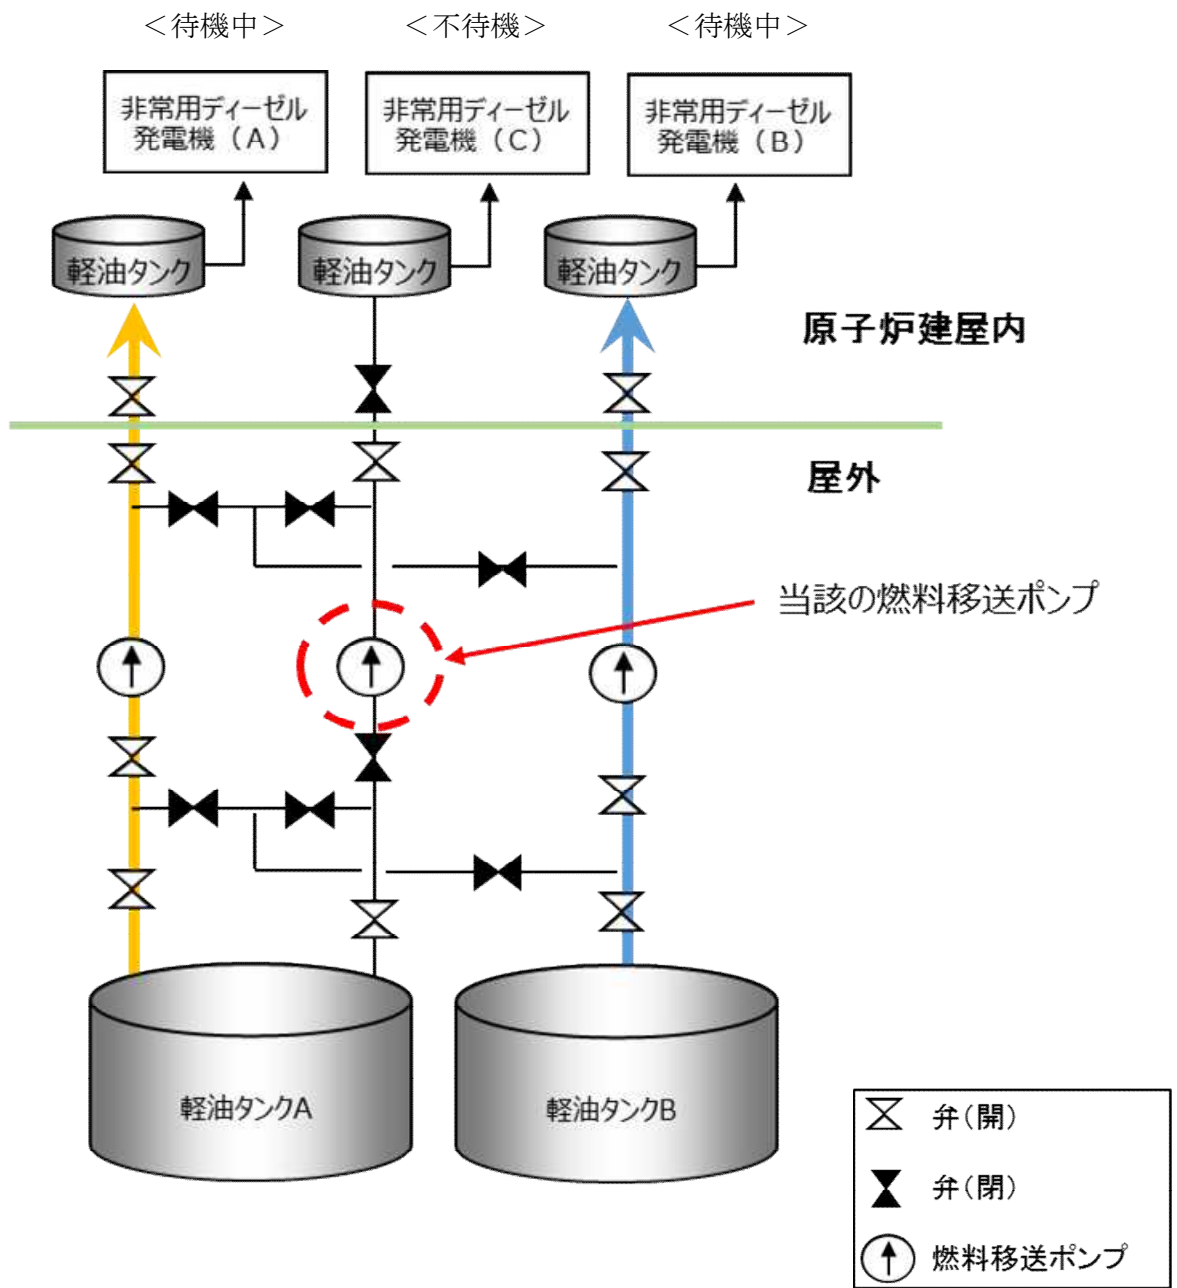 <待機中>
<不待機>
<待機中>
非常用ディーゼル
発電機(A)
非常用ディーゼル
発電機(C)
非常用ディーゼル
発電機(B)
軽油タンク
軽油タンク
軽油タンク
原子炉建屋内
屋外
当該の燃料移送ポンプ
軽油タンクA
軽油タンクB
弁(開)
弁(閉)
燃料移送ポンプ